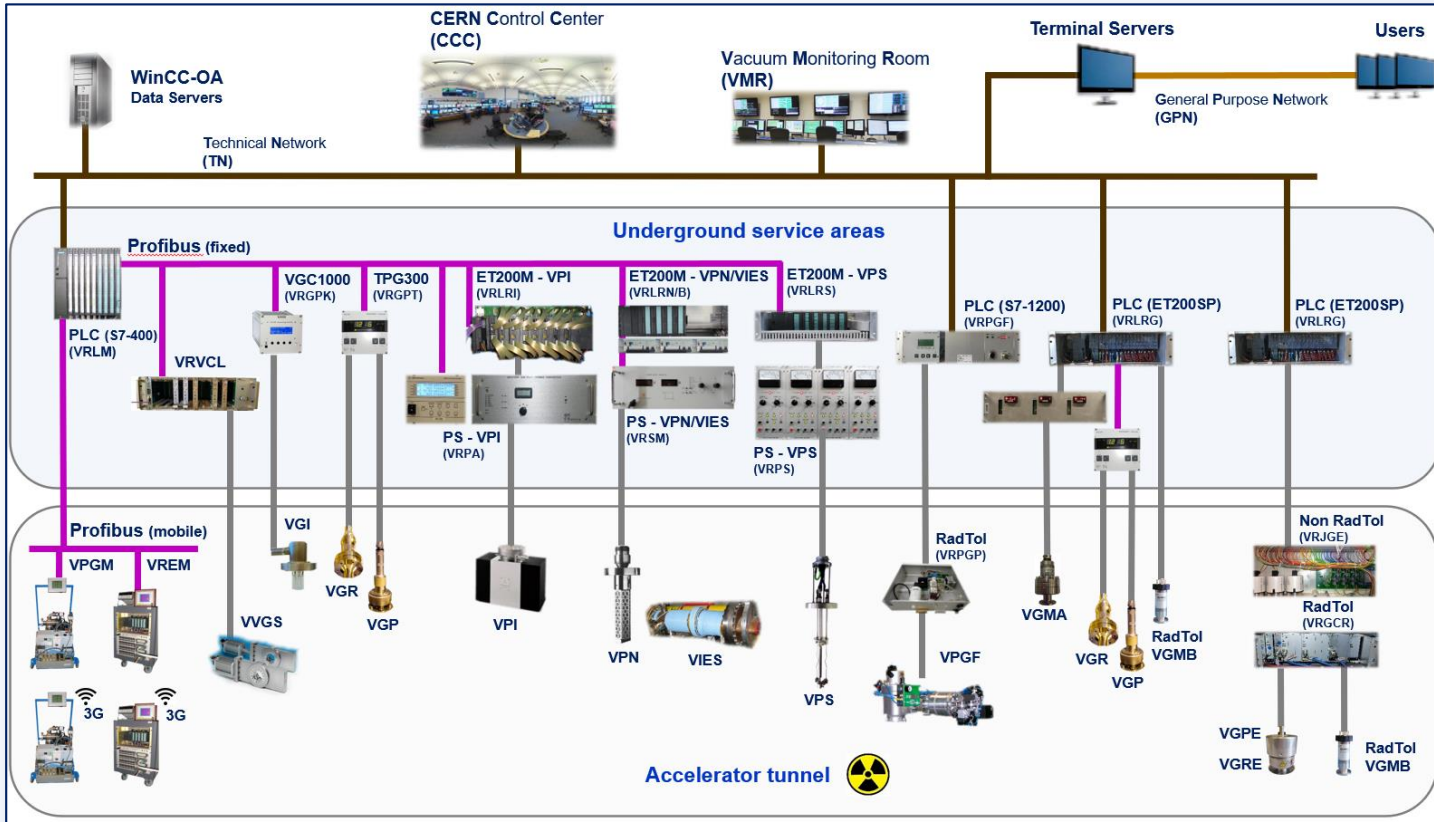 CERN Control Center
(CCC)
Terminal Servers
Users
WinCC-OA
Data Servers
Vacuum Monitoring Room
(VMR)
General Purpose Network
(GPN)
Technical Network
(TN)
Underground service areas
Profibus (fixed)
VGC1000
(VRGPK)
TPG300
(VRGPT)
ET200M - VPI
(VRLRI)
ET200M - VPN/VIES
(VRLRN/B)
ET200M - VPS
(VRLRS)
PLC (S7-1200)
(VRPGF)
PLC (ET200SP)
(VRLRG)
PLC (ET200SP)
(VRLRG)
PLC (S7-400)
(VRLM)
VRVCL
PS - VPI
(VRPA)
PS - VPN/VIES
(VRSM)
PS - VPS
(VRPS)
Profibus (mobile)
VPGM
VREM
VGI
VGR
VGP
VVGS
VPI
VPN
VIES
VPS
RadTol
(VRPGP)
VPGF
VGMA
VGR
VGP
RadTol
VGMB
Non RadTol
(VRJGE)
RadTol
(VRGCR)
VGPE
VGRE
RadTol
VGMB
3G
3G
Accelerator tunnel